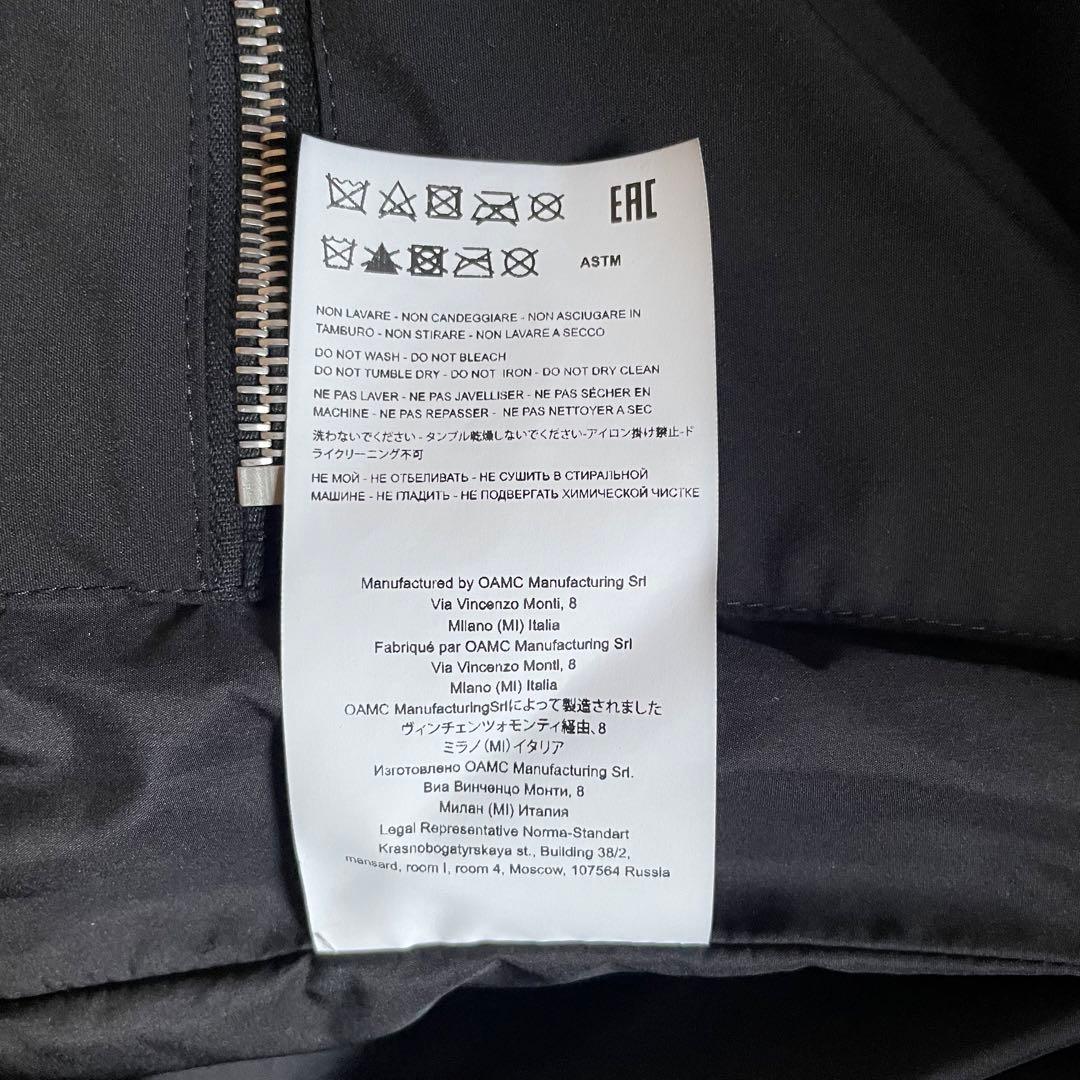 EAC
ASTM
NON LAVARE - NON CANDEGGIARE - NON ASCIUGARE IN
TAMBURO - NON STIRARE - NON LAVARE A SECCO
DO NOT WASH - DO NOT BLEACH
DO NOT TUMBLE DRY - DO NOT IRON - DO NOT DRY CLEAN
NE PAS LAVER - NE PAS JAVELLISER - NE PAS SÉCHER EN
MACHINE - NE PAS REPASSER - NE PAS NETTOYER A SEC
洗わないでください - タンブル乾燥しないでください-アイロン掛け禁止-ド
ライクリーニング不可
НЕ МОЙ - НЕ ОТБЕЛИВАТЬ - НЕ СУШИТЬ В СТИРАЛЬНОЙ
МАШИНЕ - НЕ ГЛАДИТЬ - НЕ ПОДВЕРГАТЬ ХИМИЧЕСКОЙ ЧИСТКЕ
Manufactured by OAMC Manufacturing Srl
Via Vincenzo Monti, 8
Milano (MI) Italia
Fabriqué par OAMC Manufacturing Srl
Via Vincenzo Monti, 8
Mlano (MI) Italia
OAMC ManufacturingSrlによって製造されました
ヴィンチェンツォモンティ経由、8
ミラノ(MI)イタリア
Изготовлено OAMC Manufacturing Srl.
Виа Винченцо Монти, 8
Милан (MI) Италия
Legal Representative Norma-Standart
Krasnobogatyrskaya st., Building 38/2,
mansard, room I, room 4, Moscow, 107564 Russia